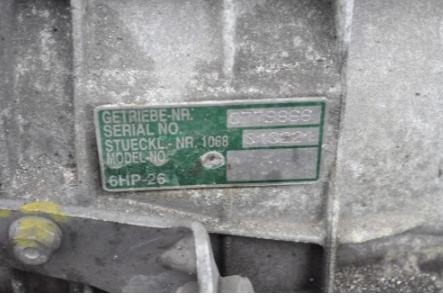 GETRIEBE-NR.
SERIAL NO.
STUECKL.-NR. 1068
MODEL-NO.
6HP-26